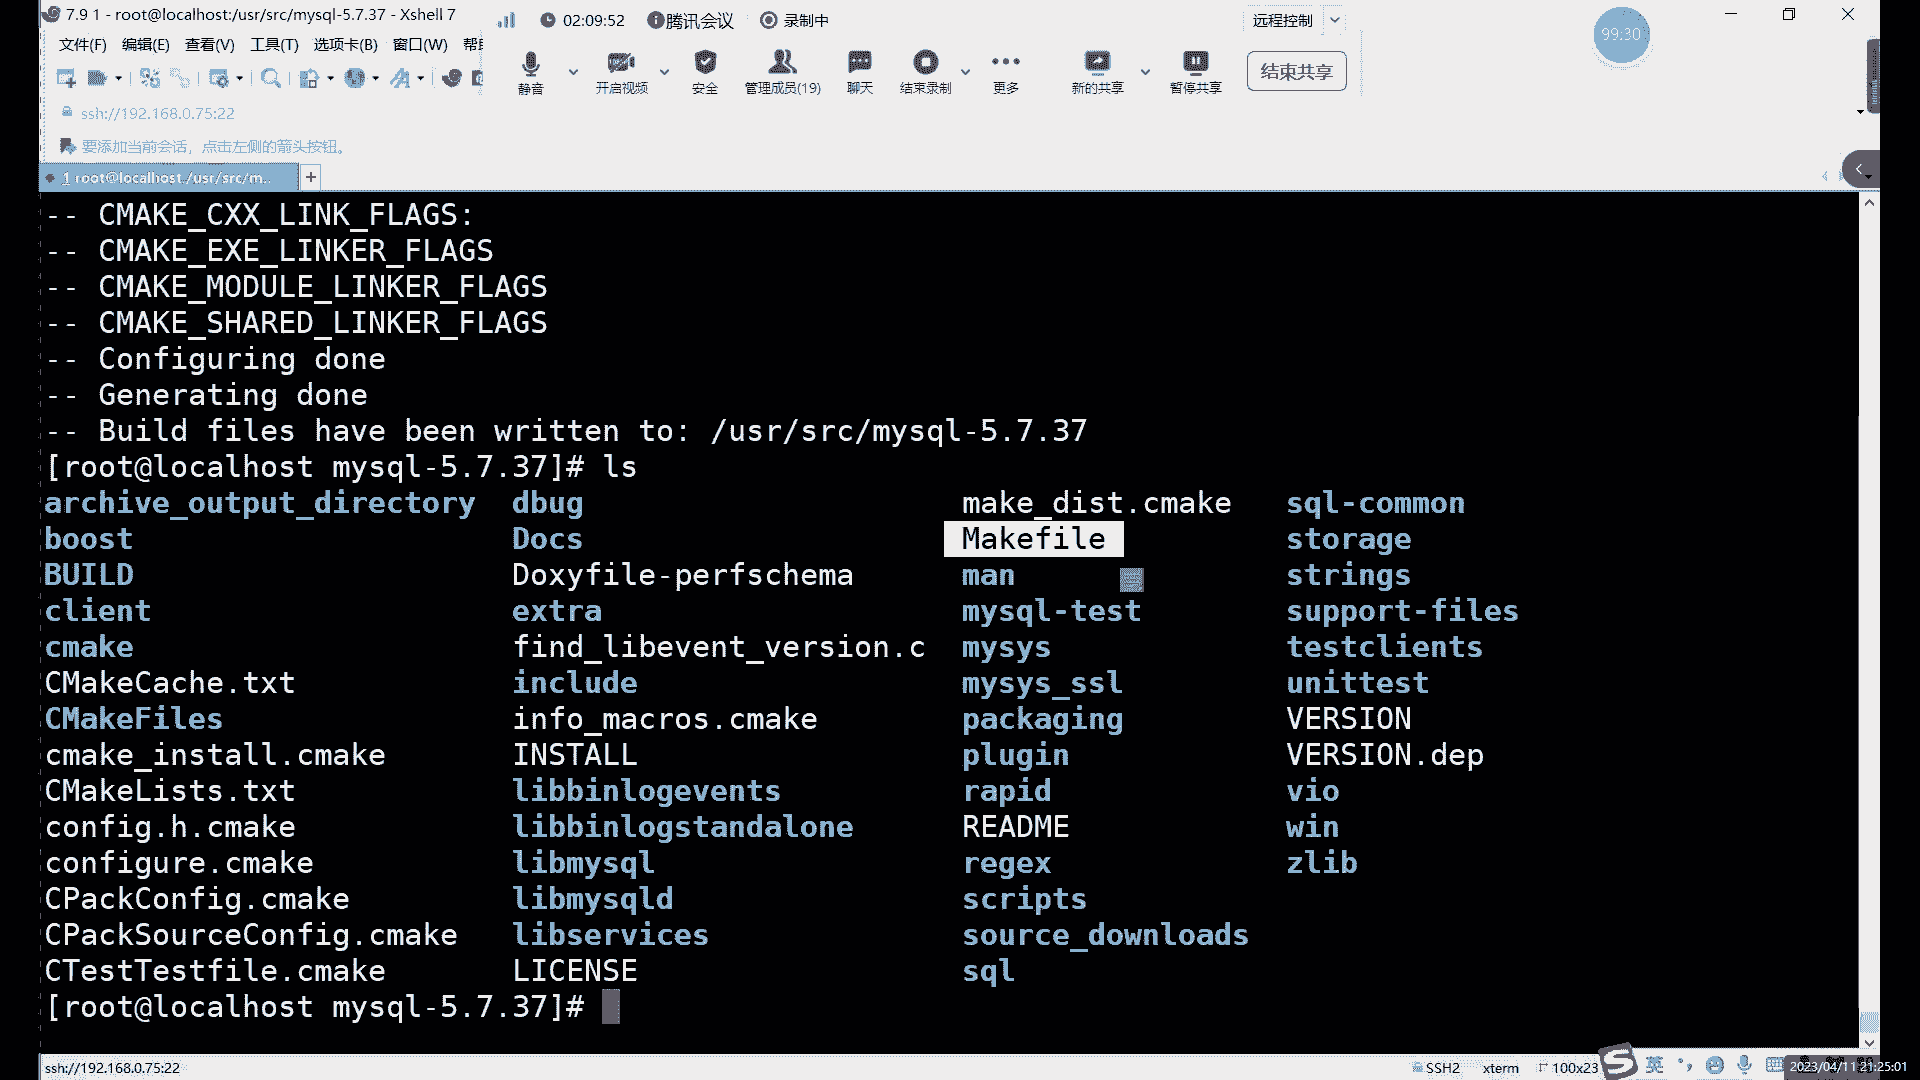 7.9 1 - root@localhost:/usr/src/mysql-5.7.37 - Xshell 7
02:09:52 腾讯会议 录制中
远程控制
99:30
文件(F) 编辑(E) 查看(V) 工具(T) 选项卡(B) 窗口(W) 帮
静音 开启视频 安全 管理成员(19) 聊天 结束录制 更多 新的共享 暂停共享 结束共享
ssh://192.168.0.75:22
要添加当前会话，点击左侧的箭头按钮。
1 root@localhost:/usr/src/m... +
-- CMAKE_CXX_LINK_FLAGS:
-- CMAKE_EXE_LINKER_FLAGS
-- CMAKE_MODULE_LINKER_FLAGS
-- CMAKE_SHARED_LINKER_FLAGS
-- Configuring done
-- Generating done
-- Build files have been written to: /usr/src/mysql-5.7.37
[root@localhost mysql-5.7.37]# ls
archive_output_directory dbug make_dist.cmake sql-common
boost Docs Makefile storage
BUILD Doxyfile-perfschema man strings
client extra mysql-test support-files
cmake find_libevent_version.c mysys testclients
CMakeCache.txt include mysys_ssl unittest
CMakeFiles info_macros.cmake packaging VERSION
cmake_install.cmake INSTALL plugin VERSION.dep
CMakeLists.txt libbinlogevents rapid vio
config.h.cmake libbinlogstandalone README win
configure.cmake libmysql regex zlib
CPackConfig.cmake libmysqld scripts
CPackSourceConfig.cmake libservices source_downloads
CTestTestfile.cmake LICENSE sql
[root@localhost mysql-5.7.37]#
ssh://192.168.0.75:22 SSH2 xterm 100x23 英 2023/04/11 21:25:01